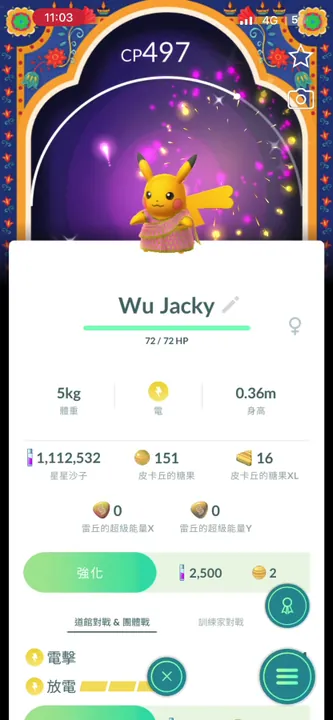 11:03
4G
5
CP497
Wu Jacky
72 / 72 HP
5kg
電
0.36m
體重
身高
1,112,532
151
16
星星沙子
皮卡丘的糖果
皮卡丘的糖果XL
0
0
雷丘的超級能量X
雷丘的超級能量Y
強化
2,500
2
道館對戰 & 團體戰
訓練家對戰
電擊
放電